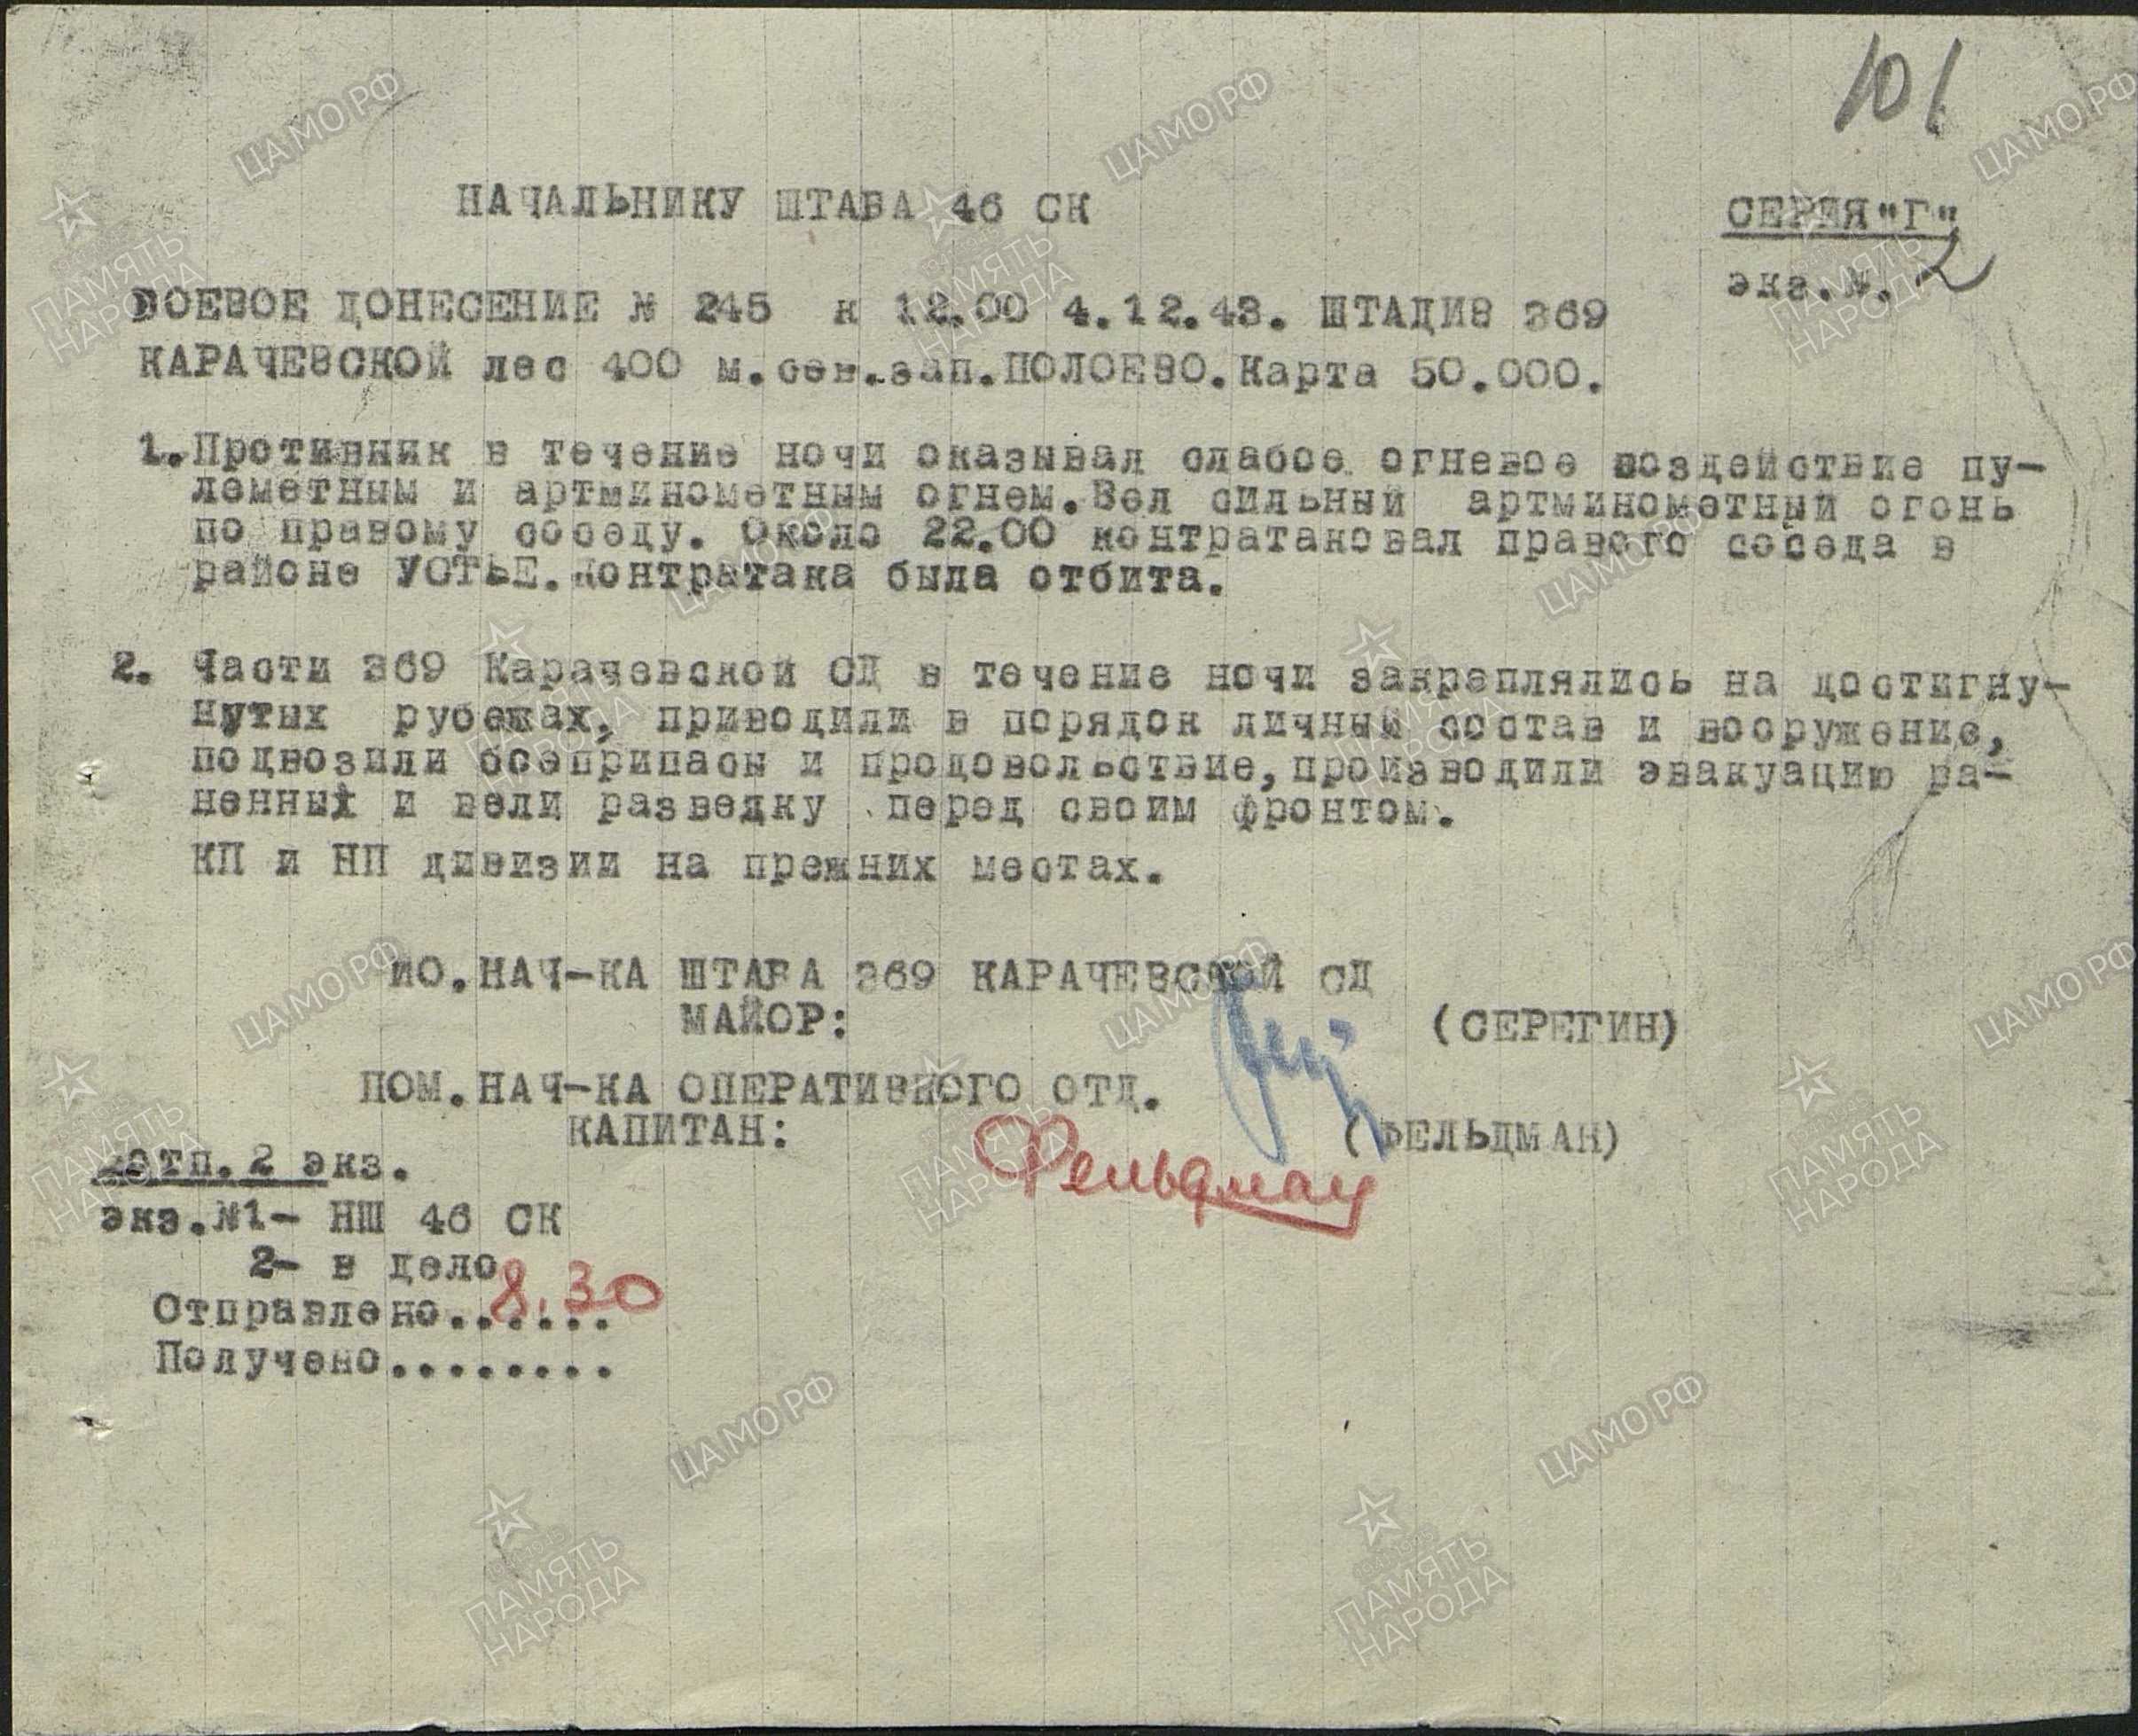 101
НАЧАЛЬНИКУ ШТАБА 46 СК
СЕРИЯ "Г"
экз.№. 2
БОЕВОЕ ДОНЕСЕНИЕ № 245 к 12.00 4.12.43. ШТАДИВ 369
КАРАЧЕВСКОЙ лес 400 м.сев.зап.ПОЛОЕВО.Карта 50.000.
1.Противник в течение ночи оказывал слабое огневое воздействие пу-
леметным и артминометным огнем.Вел сильный артминометный огонь
по правому соседу. Около 22.00 контратаковал правого соседа в
районе УСТЬЕ.Контратака была отбита.
2. Части 369 Карачевской СД в течение ночи закреплялись на достигну-
нутых рубежах, приводили в порядок личный состав и вооружение,
подвозили боеприпасы и продовольствие,производили эвакуацию ра-
ненных и вели разведку перед своим фронтом.
КП и НП дивизии на прежних местах.
ИО.НАЧ-КА ШТАБА 369 КАРАЧЕВСКОЙ СД
МАЙОР: (СЕРЕГИН)
ПОМ.НАЧ-КА ОПЕРАТИВНОГО ОТД.
КАПИТАН: (ФЕЛЬДМАН)
Фельдман
отп.2 экз.
экз.№1- НШ 46 СК
2- в дело
Отправлено...... 8.30
Получено........
ЦАМО.РФ
ПАМЯТЬ
НАРОДА